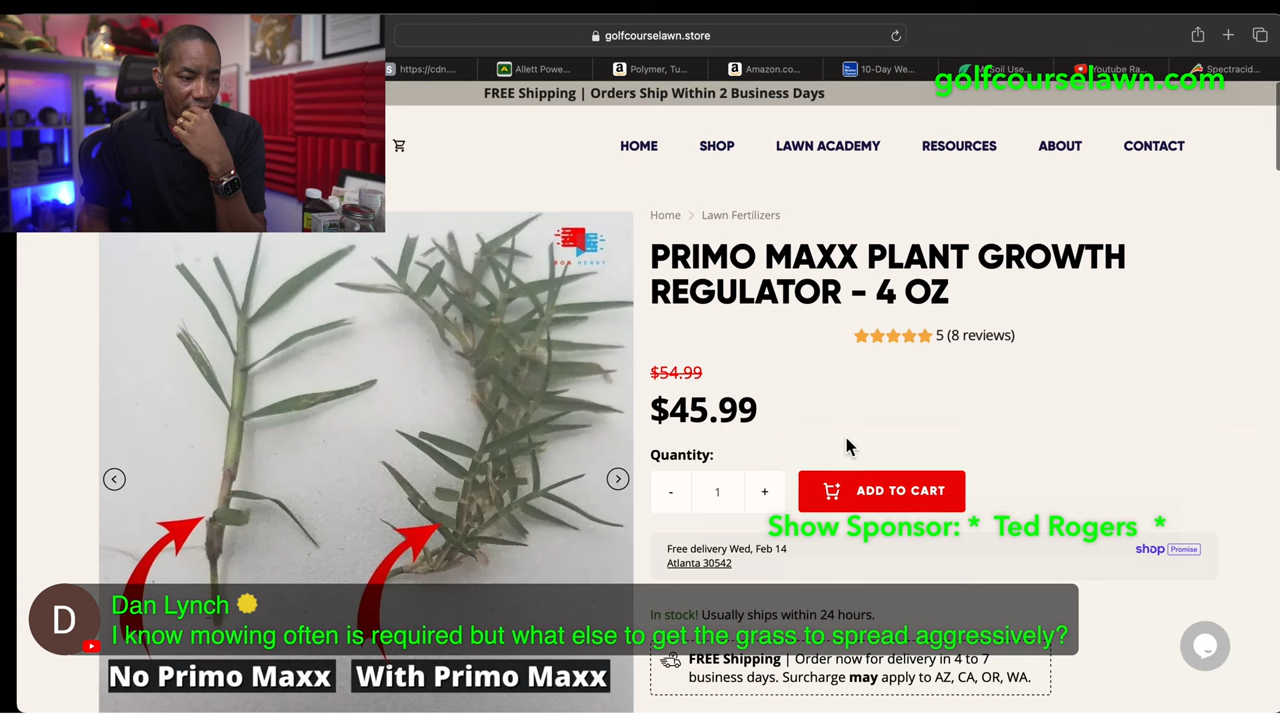 golfcourselawn.store
https://cdn....
Allett Powe...
Polymer, Tu...
Amazon.co...
10-Day We...
Youtube Ra...
Spectracid...
golfcourselawn.com
FREE Shipping | Orders Ship Within 2 Business Days
HOME
SHOP
LAWN ACADEMY
RESOURCES
ABOUT
CONTACT
Home > Lawn Fertilizers
PRIMO MAXX PLANT GROWTH
REGULATOR - 4 OZ
5 (8 reviews)
$54.99
$45.99
Quantity:
- 1 +
ADD TO CART
Show Sponsor: * Ted Rogers *
Free delivery Wed, Feb 14
Atlanta 30542
shop Promise
Dan Lynch
D
I know mowing often is required but what else to get the grass to spread aggressively?
In stock! Usually ships within 24 hours.
FREE Shipping | Order now for delivery in 4 to 7
business days. Surcharge may apply to AZ, CA, OR, WA.
No Primo Maxx
With Primo Maxx